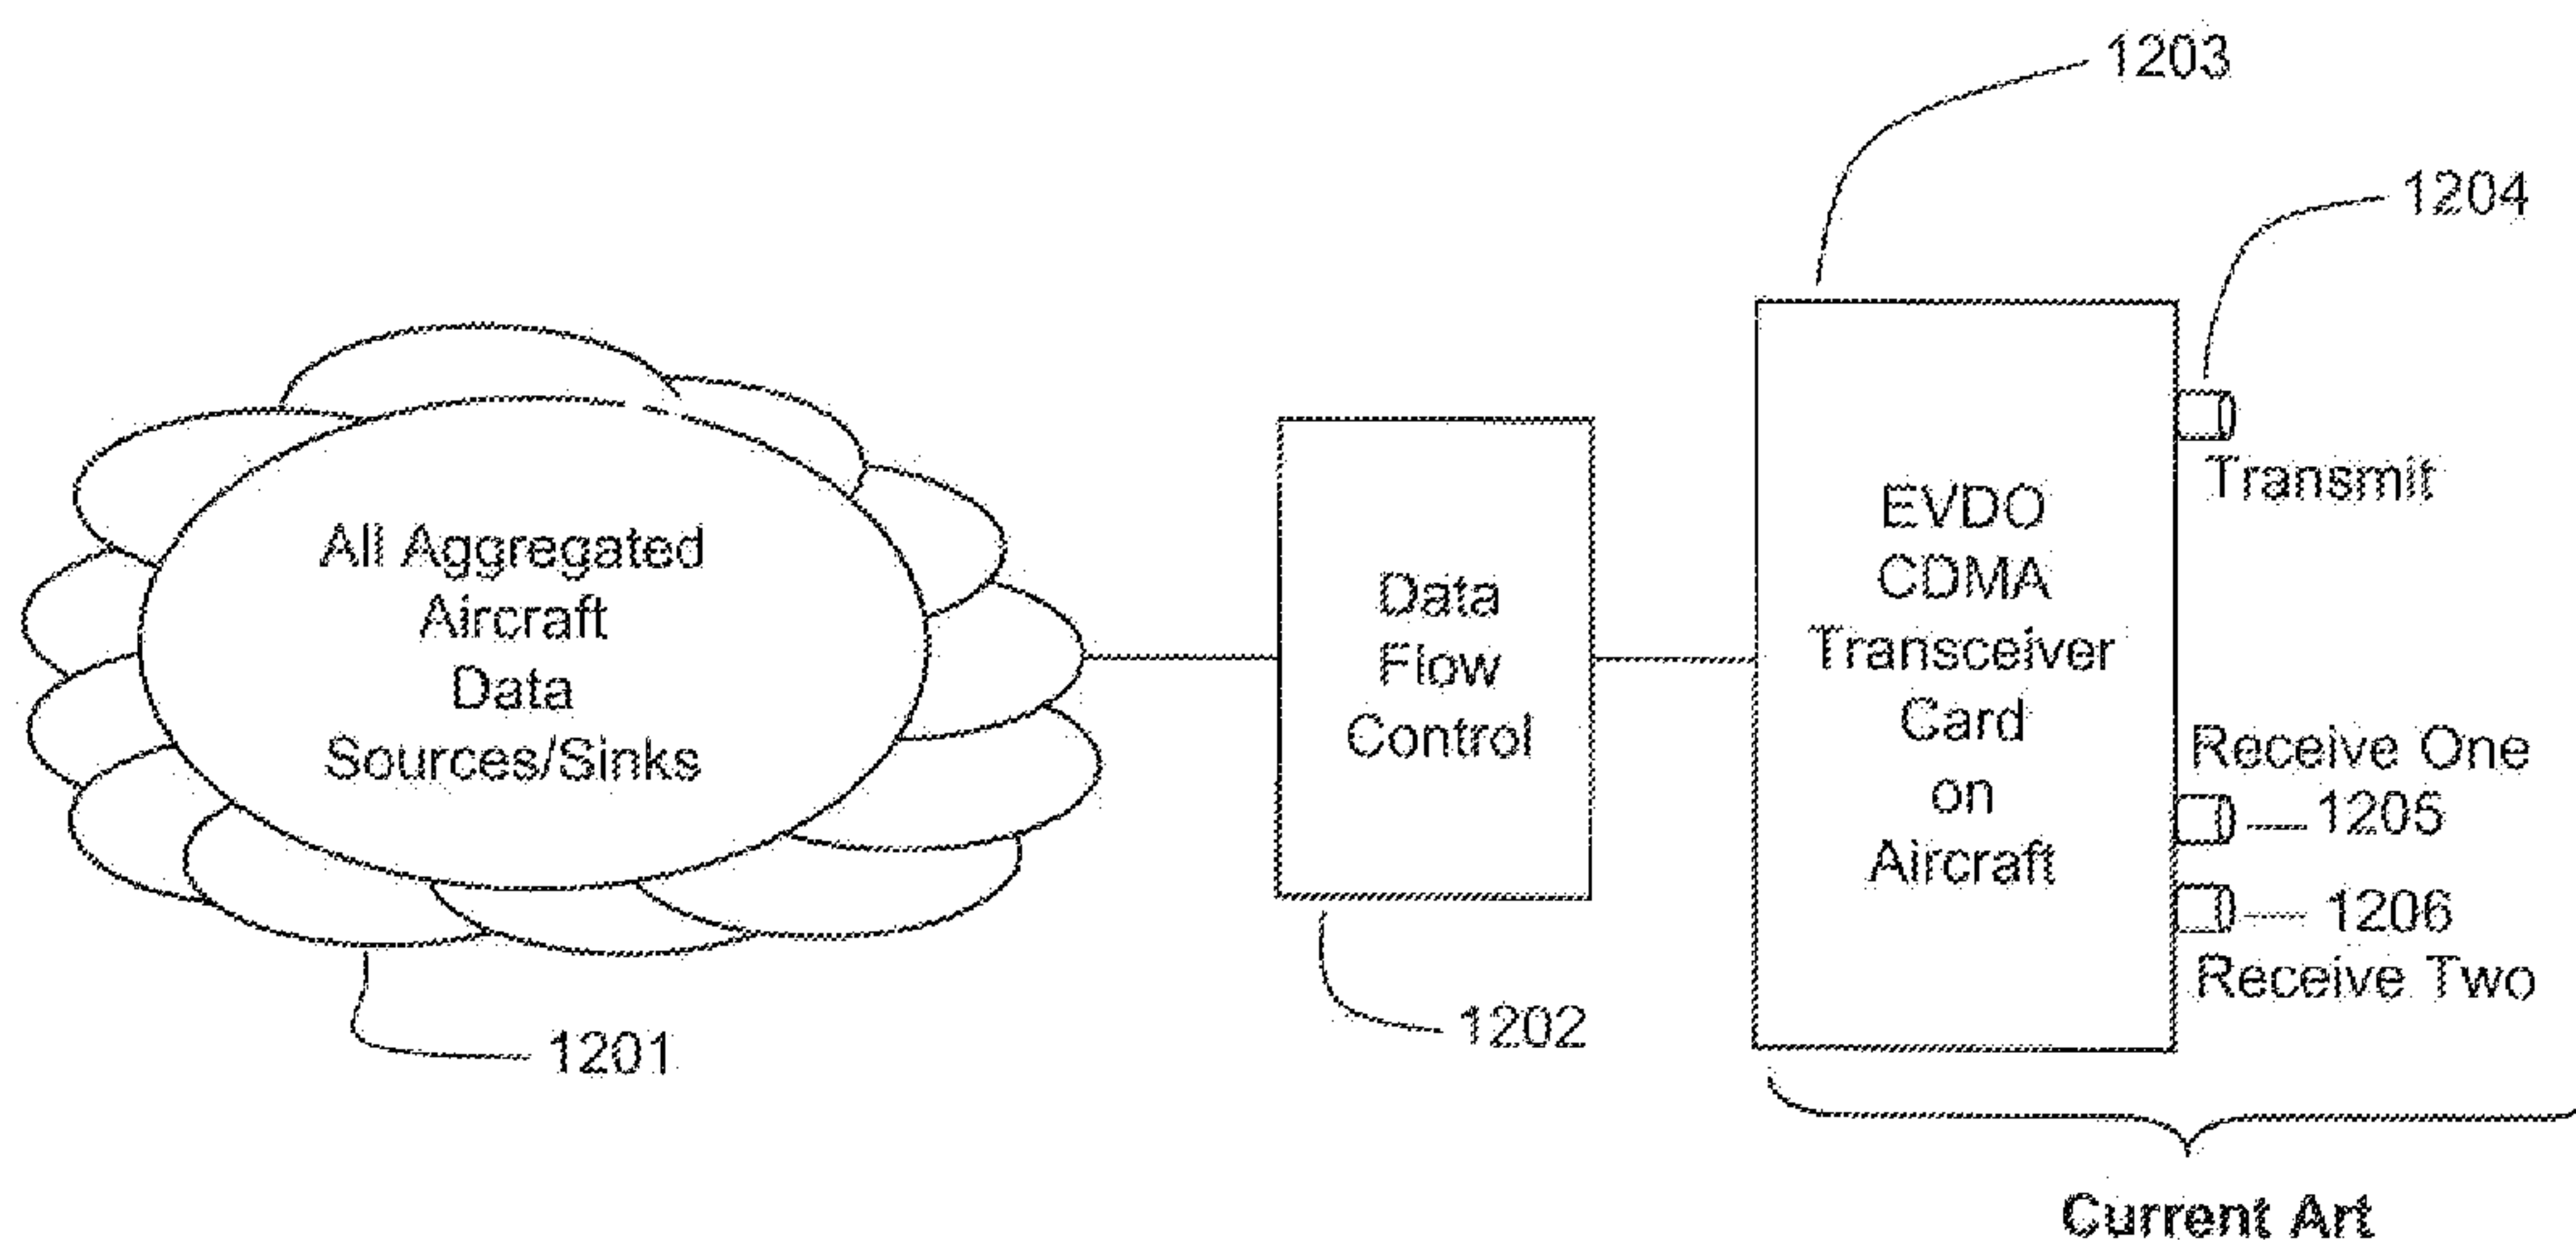 1203
1204
Transmit
EVDO
CDMA
Transceiver
Card
on
Aircraft
All Aggregated
Aircraft
Data
Sources/Sinks
Data
Flow
Control
Receive One
1205
1206
Receive Two
1201
1202
Current Art